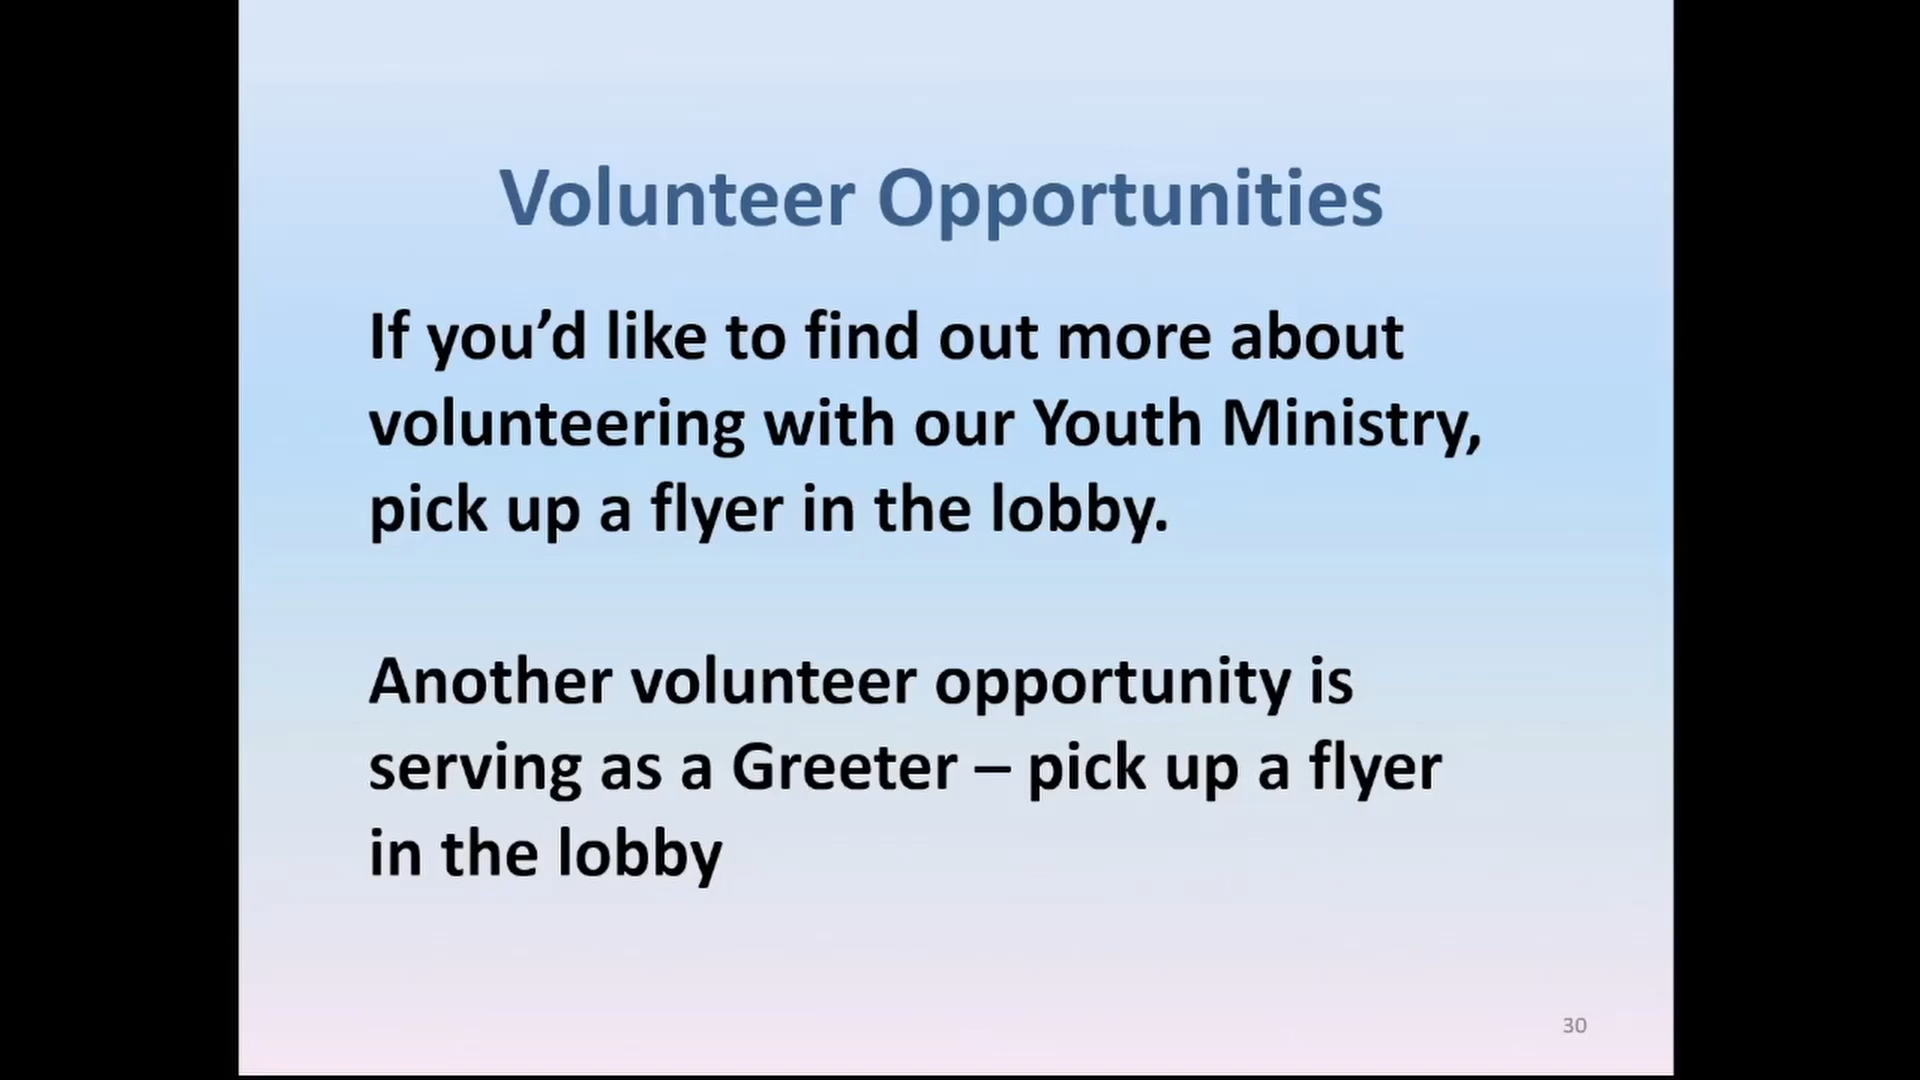 Volunteer Opportunities
If you’d like to find out more about
volunteering with our Youth Ministry,
pick up a flyer in the lobby.
Another volunteer opportunity is
serving as a Greeter – pick up a flyer
in the lobby
30